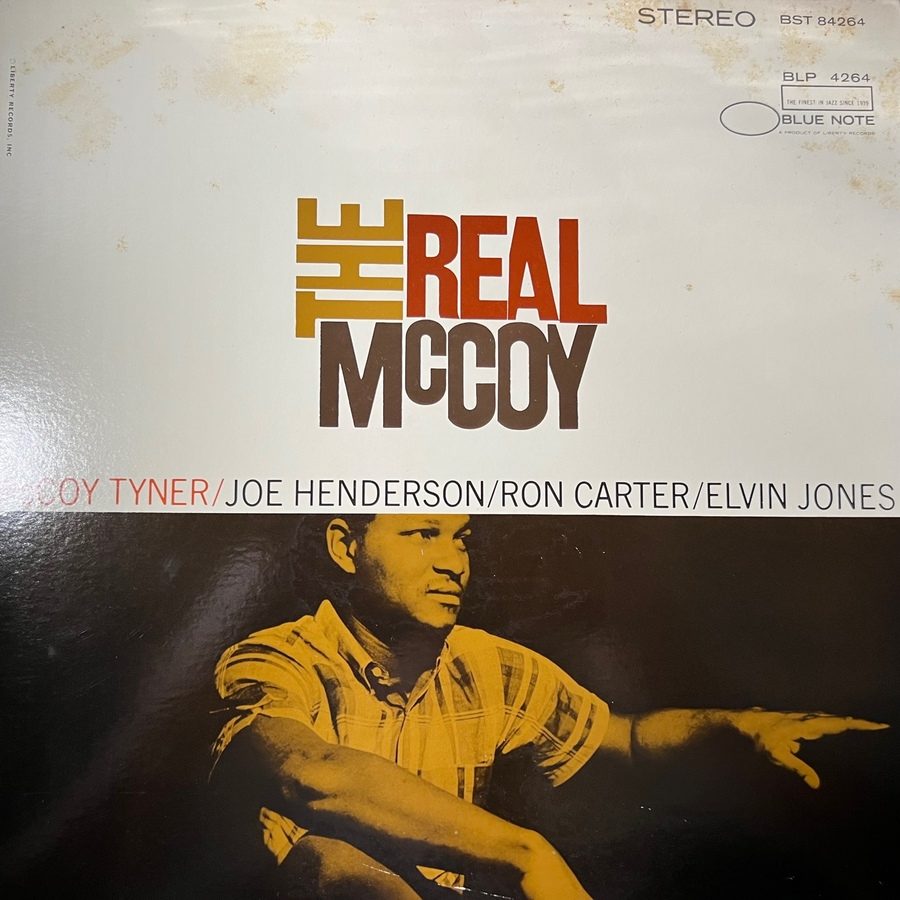 STEREO BST 84264
LIBERTY RECORDS, INC
BLP 4264
THE FINEST IN JAZZ SINCE 1939
BLUE NOTE
A PRODUCT OF LIBERTY RECORDS
THE REAL
McCOY
McCOY TYNER/JOE HENDERSON/RON CARTER/ELVIN JONES